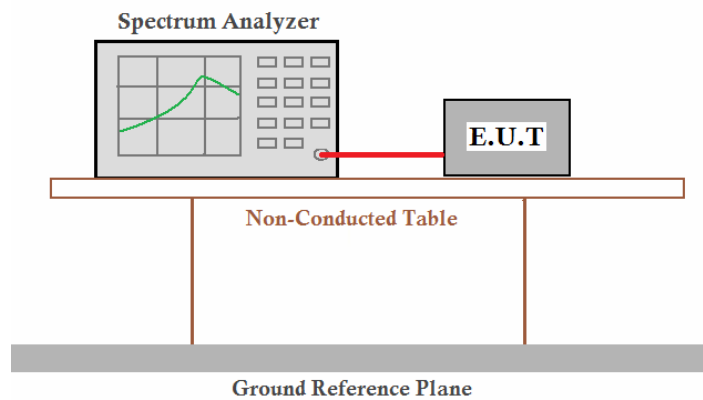 Spectrum Analyzer
E.U.T
Non-Conducted Table
Ground Reference Plane